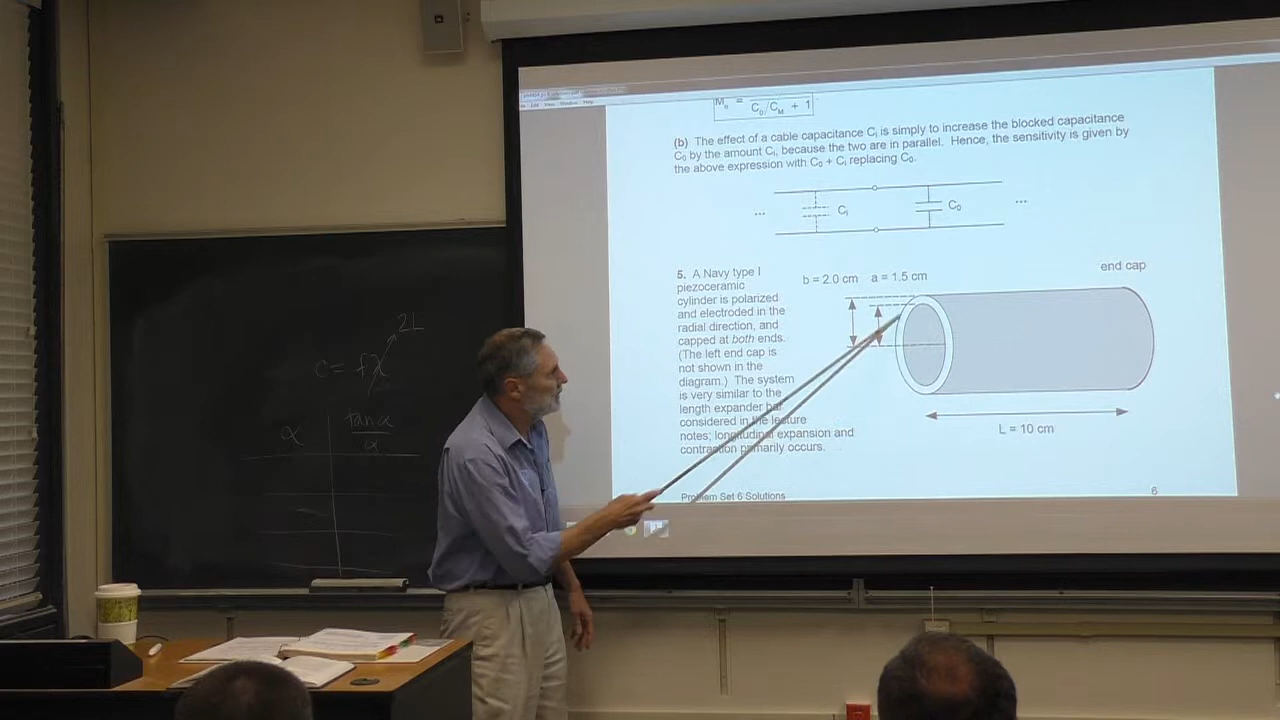 M₀ = C₀/Cₘ + 1
(b) The effect of a cable capacitance Cₗ is simply to increase the blocked capacitance
C₀ by the amount Cₗ, because the two are in parallel. Hence, the sensitivity is given by
the above expression with C₀ + Cₗ replacing C₀.
... Cₗ C₀ ...
5. A Navy type I
piezoceramic
cylinder is polarized
and electroded in the
radial direction, and
capped at both ends.
(The left end cap is
not shown in the
diagram.) The system
is very similar to the
length expander bar
considered in the lecture
notes; longitudinal expansion and
contraction primarily occurs.
b = 2.0 cm a = 1.5 cm
end cap
L = 10 cm
Problem Set 6 Solutions 6
2L
c = fλ
α tanα
α